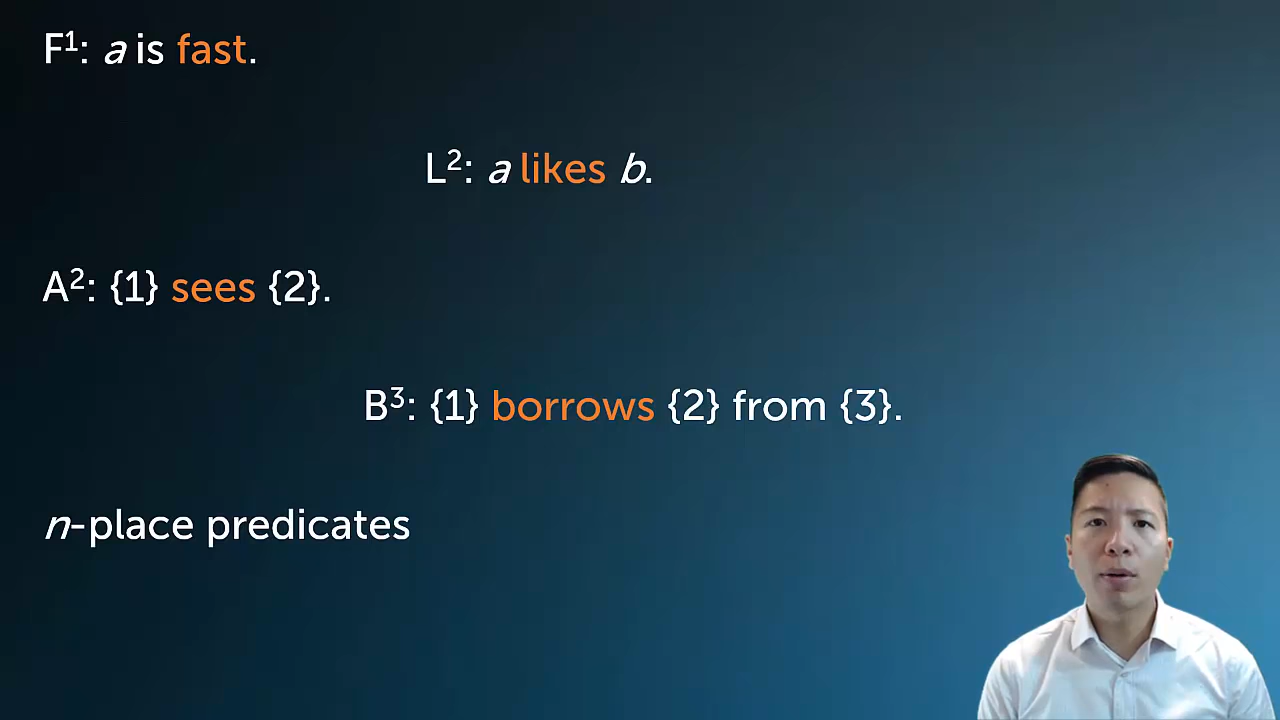 F¹: a is fast.
L²: a likes b.
A²: {1} sees {2}.
B³: {1} borrows {2} from {3}.
n-place predicates